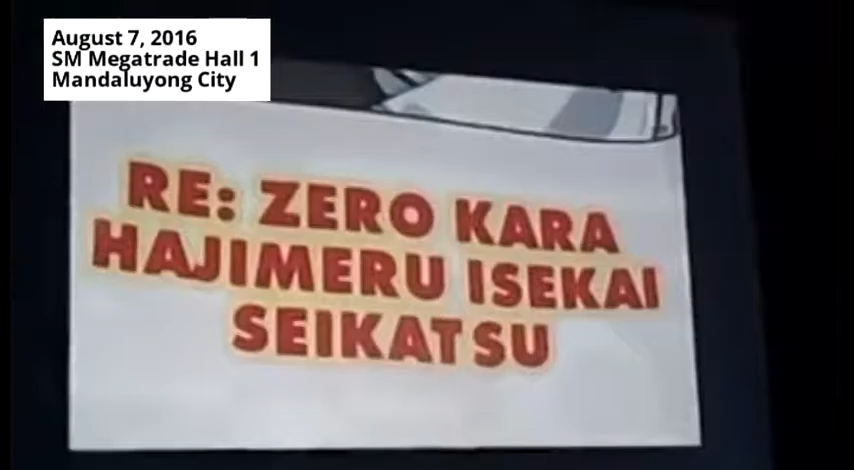 August 7, 2016
SM Megatrade Hall 1
Mandaluyong City
RE: ZERO KARA
HAJIMERU ISEKAI
SEIKATSU